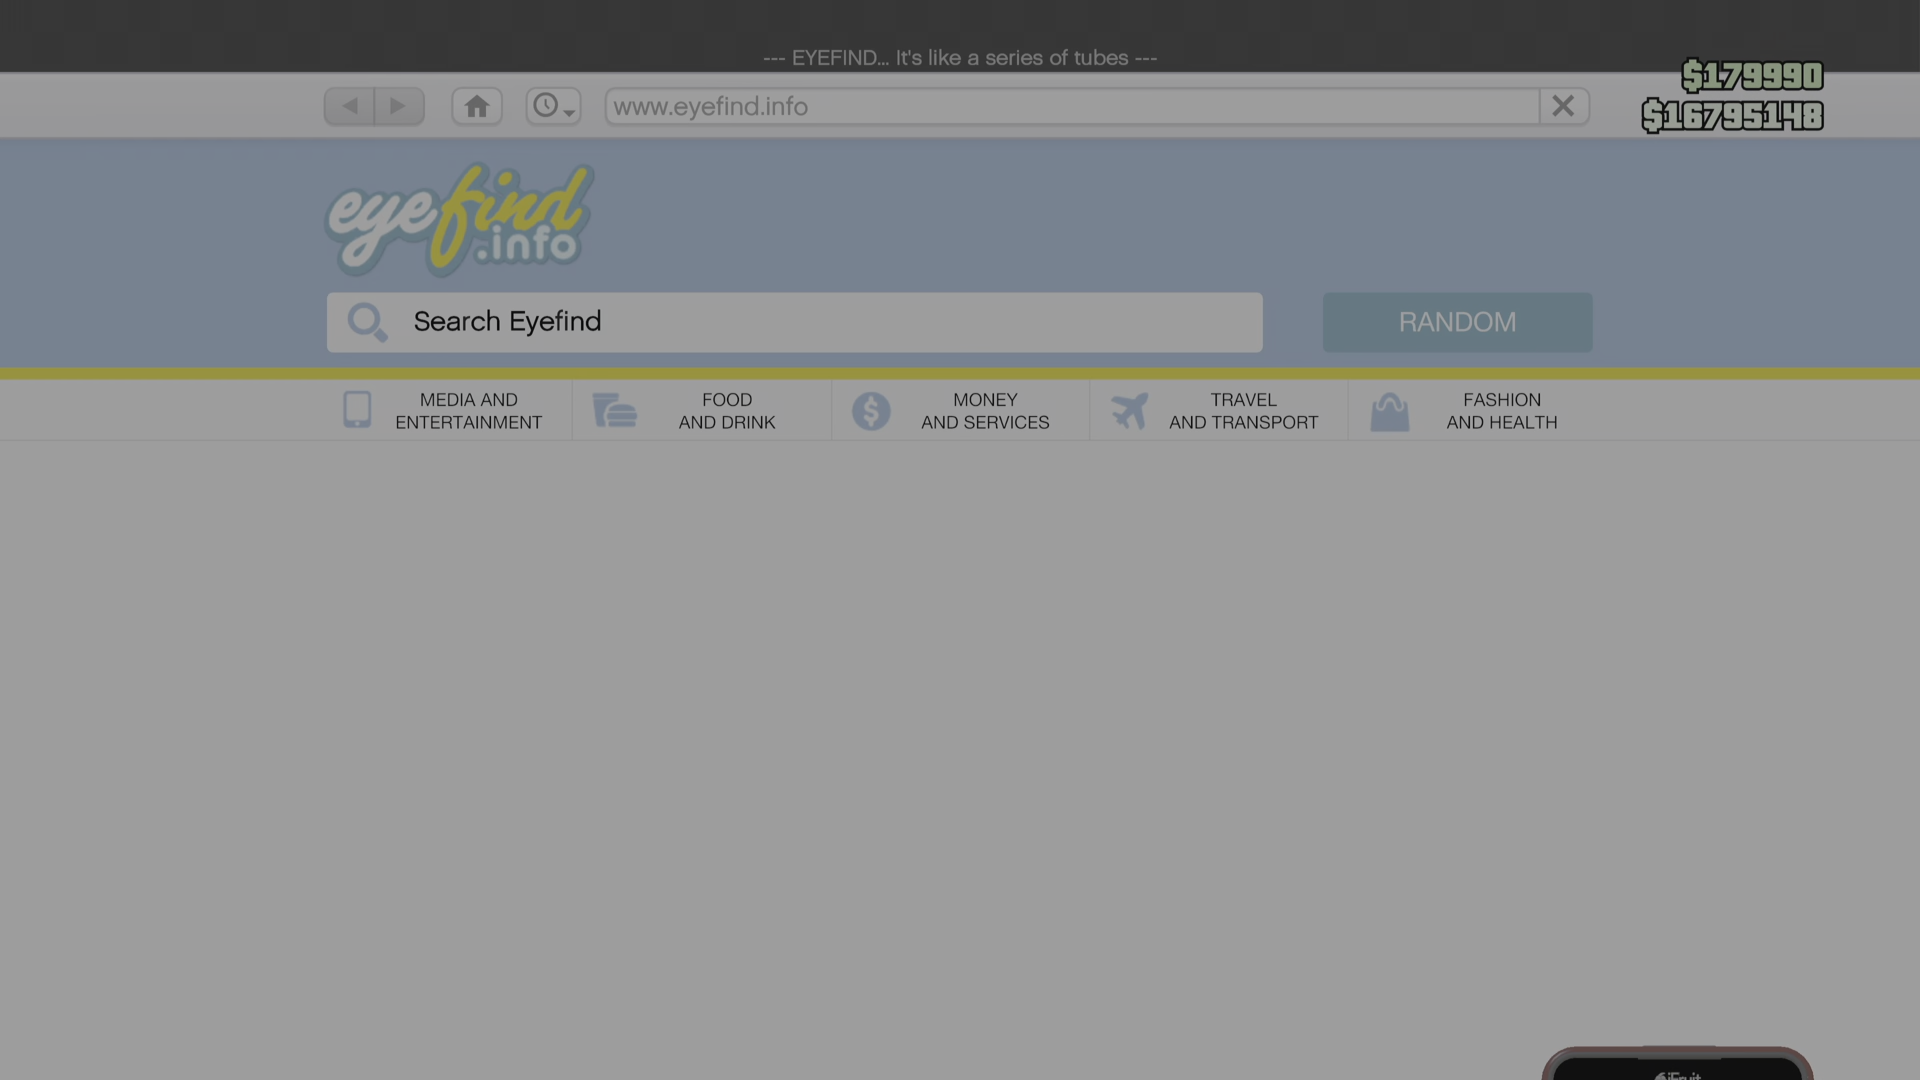 --- EYEFIND... It's like a series of tubes ---
$179990
www.eyefind.info
$16795148
eyefind
.info
Search Eyefind
RANDOM
MEDIA AND
ENTERTAINMENT
FOOD
AND DRINK
MONEY
AND SERVICES
TRAVEL
AND TRANSPORT
FASHION
AND HEALTH
iFruit